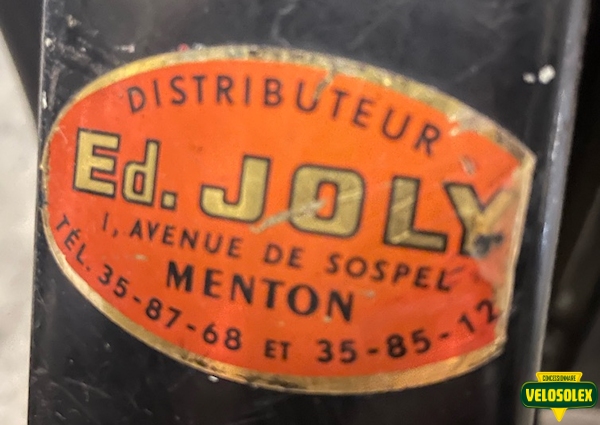 DISTRIBUTEUR
Ed. JOLY
1, AVENUE DE SOSPEL
MENTON
TÉL. 35-87-68 ET 35-85-12
CONCESSIONNAIRE
VELOSOLEX